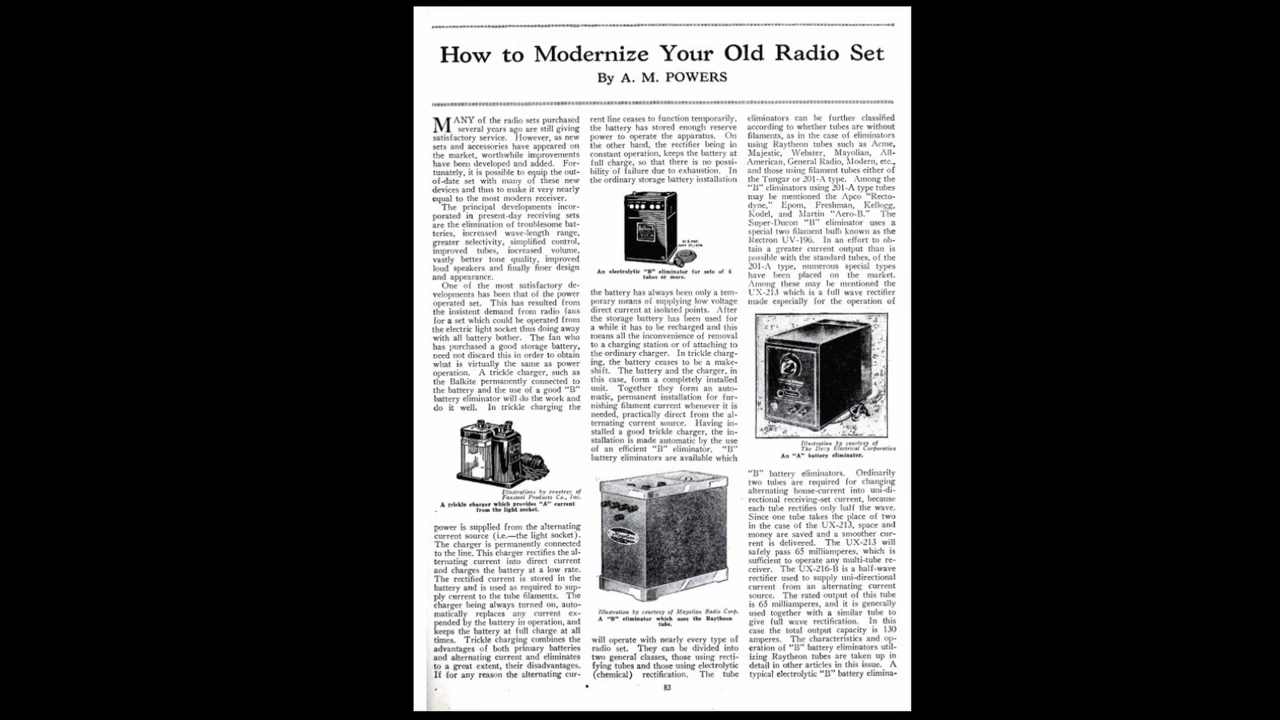 How to Modernize Your Old Radio Set
By A. M. POWERS
MANY of the radio sets purchased
several years ago are still giving
satisfactory service. However, as new
sets and accessories have appeared on
the market, worthwhile improvements
have been developed and added. For-
tunately, it is possible to equip the out-
of-date set with many of these new
devices and thus to make it very nearly
equal to the most modern receiver.
The principal developments incor-
porated in present-day receiving sets
are the elimination of troublesome bat-
teries, increased wave-length range,
greater selectivity, simplified control,
improved tubes, increased volume,
vastly better tone quality, improved
loud speakers and finally finer design
and appearance.
One of the most satisfactory de-
velopments has been that of the power
operated set. This has resulted from
the insistent demand from radio fans
for a set which could be operated from
the electric light socket thus doing away
with all battery bother. The fan who
has purchased a good storage battery,
need not discard this in order to obtain
what is virtually the same as power
operation. A trickle charger, such as
the Balkite permanently connected to
the battery and the use of a good "B"
battery eliminator will do the work and
do it well. In trickle charging the
Illustrations by courtesy of
Fansteel Products Co., Inc.
A trickle charger which provides "A" current
from the light socket.
power is supplied from the alternating
current source (i.e.—the light socket).
The charger is permanently connected
to the line. This charger rectifies the al-
ternating current into direct current
and charges the battery at a low rate.
The rectified current is stored in the
battery and is used as required to sup-
ply current to the tube filaments. The
charger being always turned on, auto-
matically replaces any current ex-
pended by the battery in operation, and
keeps the battery at full charge at all
times. Trickle charging combines the
advantages of both primary batteries
and alternating current and eliminates
to a great extent, their disadvantages.
If for any reason the alternating cur-
rent line ceases to function temporarily,
the battery has stored enough reserve
power to operate the apparatus. On
the other hand, the rectifier being in
constant operation, keeps the battery at
full charge, so that there is no possi-
bility of failure due to exhaustion. In
the ordinary storage battery installation
An electrolytic "B" eliminator for sets of 6
tubes or more.
the battery has always been only a tem-
porary means of supplying low voltage
direct current at isolated points. After
the storage battery has been used for
a while it has to be recharged and this
means all the inconvenience of removal
to a charging station or of attaching to
the ordinary charger. In trickle charg-
ing, the battery ceases to be a make-
shift. The battery and the charger, in
this case, form a completely installed
unit. Together they form an auto-
matic, permanent installation for fur-
nishing filament current whenever it is
needed, practically direct from the al-
ternating current source. Having in-
stalled a good trickle charger, the in-
stallation is made automatic by the use
of an efficient "B" eliminator, "B"
battery eliminators are available which
Illustration by courtesy of Mayolian Radio Corp.
A "B" eliminator which uses the Raytheon
tube.
will operate with nearly every type of
radio set. They can be divided into
two general classes, those using recti-
fying tubes and those using electrolytic
(chemical) rectification. The tube
eliminators can be further classified
according to whether tubes are without
filaments, as in the case of eliminators
using Raytheon tubes such as Acme,
Majestic, Webster, Mayolian, All-
American, General Radio, Modern, etc.,
and those using filament tubes either of
the Tungar or 201-A type. Among the
"B" eliminators using 201-A type tubes
may be mentioned the Apco "Recto-
dyne," Epom, Freshman, Kellogg,
Kodel, and Martin "Aero-B." The
Super-Ducon "B" eliminator uses a
special two filament bulb known as the
Rectron UV-196. In an effort to ob-
tain a greater current output than is
possible with the standard tubes, of the
201-A type, numerous special types
have been placed on the market.
Among these may be mentioned the
UX-213 which is a full wave rectifier
made especially for the operation of
Illustration by courtesy of
The Dery Electrical Corporation
An "A" battery eliminator.
"B" battery eliminators. Ordinarily
two tubes are required for changing
alternating house-current into uni-di-
rectional receiving-set current, because
each tube rectifies only half the wave.
Since one tube takes the place of two
in the case of the UX-213, space and
money are saved and a smoother cur-
rent is delivered. The UX-213 will
safely pass 65 milliamperes, which is
sufficient to operate any multi-tube re-
ceiver. The UX-216-B is a half-wave
rectifier used to supply uni-directional
current from an alternating current
source. The rated output of this tube
is 65 milliamperes, and it is generally
used together with a similar tube to
give full wave rectification. In this
case the total output capacity is 130
amperes. The characteristics and op-
eration of "B" battery eliminators util-
izing Raytheon tubes are taken up in
detail in other articles in this issue. A
typical electrolytic "B" battery elimina-
83